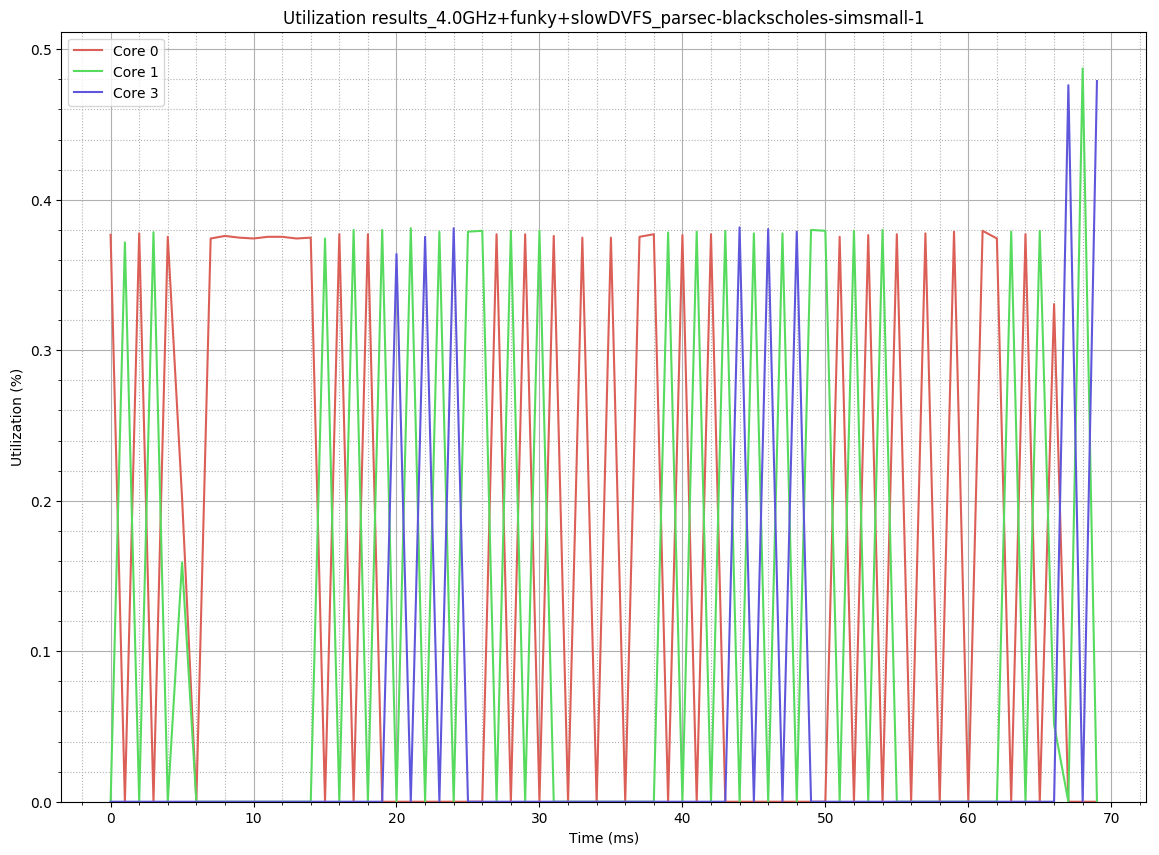 Utilization results_4.0GHz+funky+slowDVFS_parsec-blackscholes-simsmall-1
Core 0
Core 1
Core 3
Utilization (%)
0.5
0.4
0.3
0.2
0.1
0.0
0 10 20 30 40 50 60 70
Time (ms)